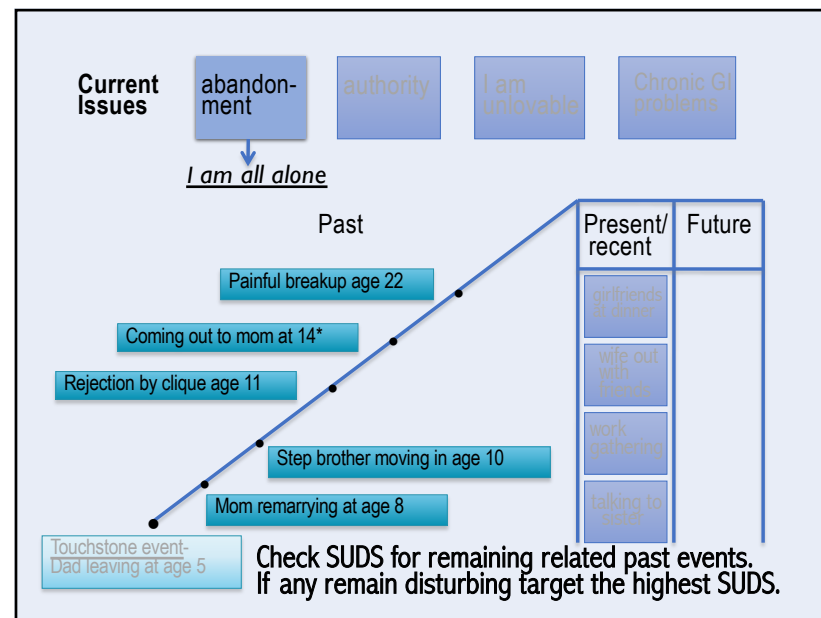 Current
Issues
abandon-
ment
authority
I am
unlovable
Chronic GI
problems
I am all alone
Past
Present/
recent
Future
Painful breakup age 22
Coming out to mom at 14*
Rejection by clique age 11
Step brother moving in age 10
Mom remarrying at age 8
Touchstone event-
Dad leaving at age 5
girlfriends
at dinner
wife out
with
friends
work
gathering
talking to
Check SUDS for remaining related past events.
If any remain disturbing target the highest SUDS.